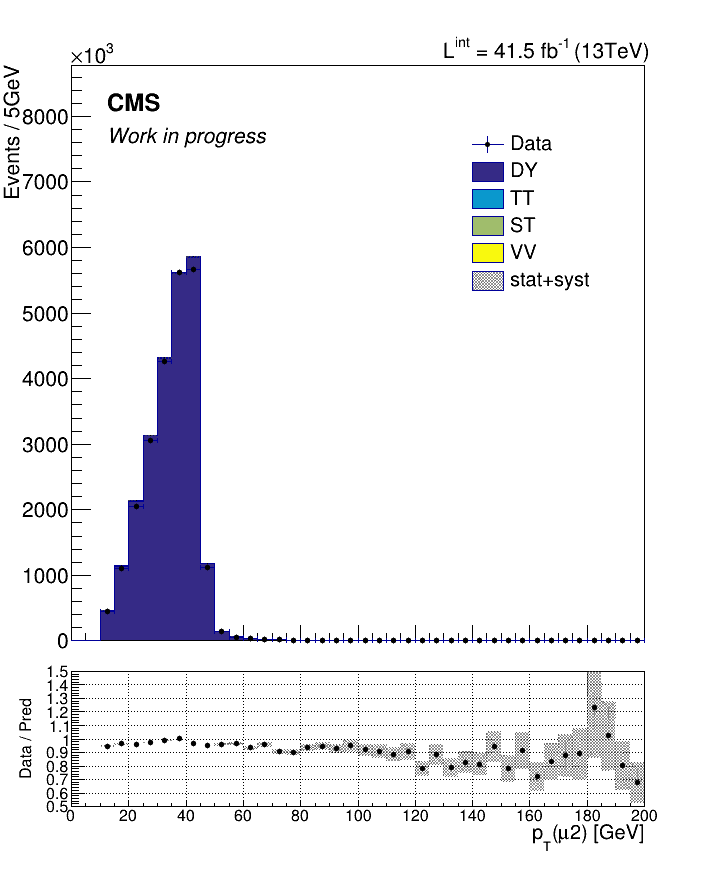 ×10³
L^int = 41.5 fb⁻¹ (13TeV)
Events / 5GeV
CMS
Work in progress
Data
DY
TT
ST
VV
stat+syst
8000
7000
6000
5000
4000
3000
2000
1000
0
Data / Pred
1.5
1.4
1.3
1.2
1.1
1
0.9
0.8
0.7
0.6
0.5
0 20 40 60 80 100 120 140 160 180 200
p_T(μ2) [GeV]